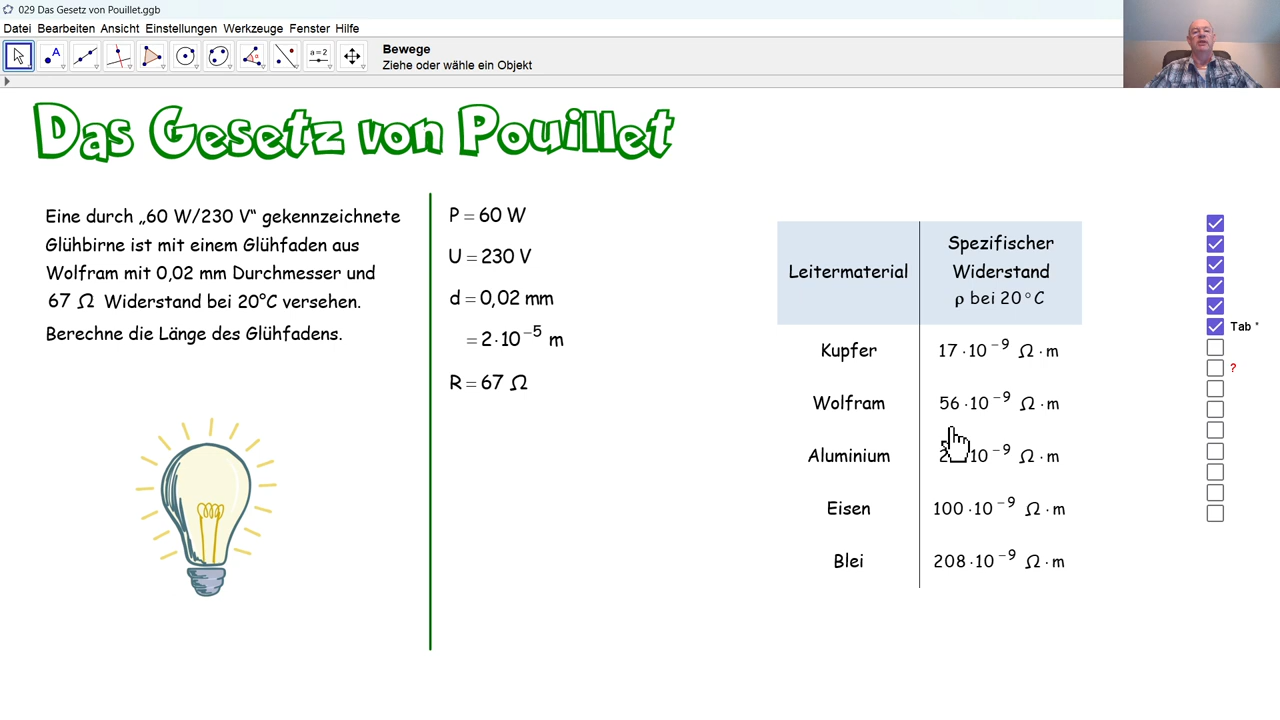 029 Das Gesetz von Pouillet.ggb
Datei Bearbeiten Ansicht Einstellungen Werkzeuge Fenster Hilfe
A
a=2
Bewege
Ziehe oder wähle ein Objekt
Das Gesetz von Pouillet
Eine durch „60 W/230 V“ gekennzeichnete
Glühbirne ist mit einem Glühfaden aus
Wolfram mit 0,02 mm Durchmesser und
67 Ω Widerstand bei 20°C versehen.
Berechne die Länge des Glühfadens.
P = 60 W
U = 230 V
d = 0,02 mm
= 2·10⁻⁵ m
R = 67 Ω
Leitermaterial
Spezifischer
Widerstand
ρ bei 20°C
Kupfer 17·10⁻⁹ Ω·m
Wolfram 56·10⁻⁹ Ω·m
Aluminium 10⁻⁹ Ω·m
Eisen 100·10⁻⁹ Ω·m
Blei 208·10⁻⁹ Ω·m
Tab *
?